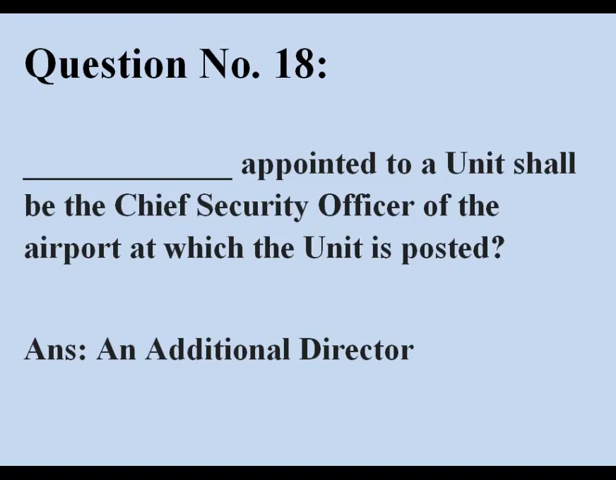 Question No. 18:
_____________ appointed to a Unit shall
be the Chief Security Officer of the
airport at which the Unit is posted?
Ans: An Additional Director